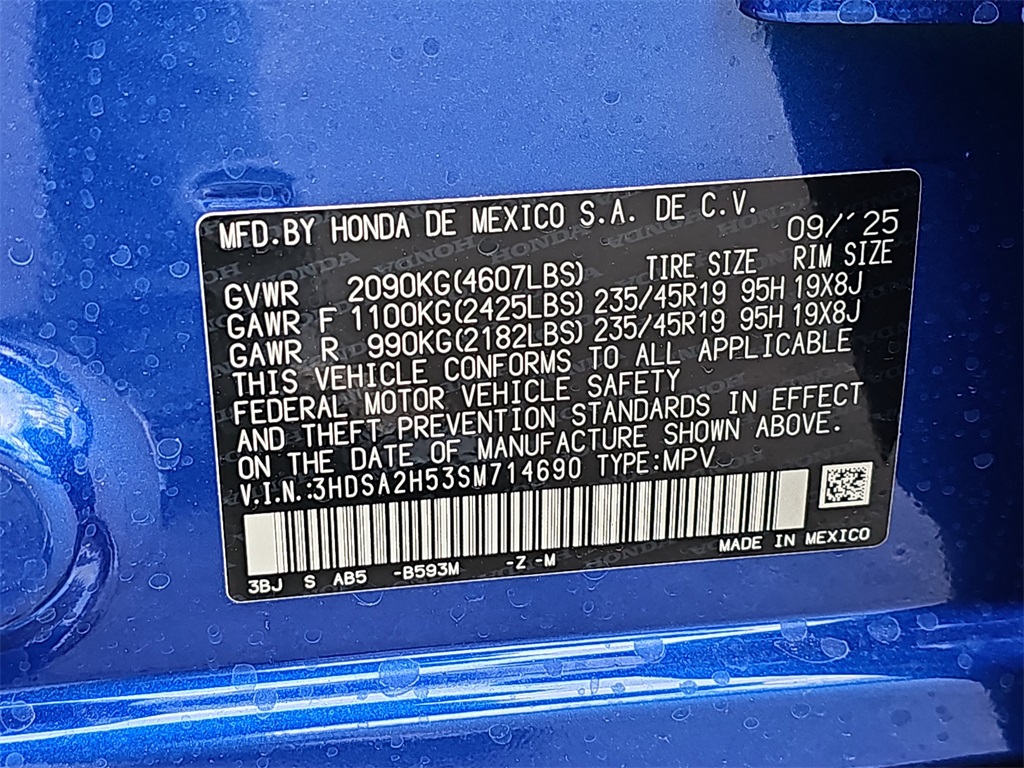 MFD.BY HONDA DE MEXICO S.A. DE C.V. 09/´25
TIRE SIZE RIM SIZE
GVWR 2090KG(4607LBS)
GAWR F 1100KG(2425LBS) 235/45R19 95H 19X8J
GAWR R 990KG(2182LBS) 235/45R19 95H 19X8J
THIS VEHICLE CONFORMS TO ALL APPLICABLE
FEDERAL MOTOR VEHICLE SAFETY
AND THEFT PREVENTION STANDARDS IN EFFECT
ON THE DATE OF MANUFACTURE SHOWN ABOVE.
V.I.N.:3HDSA2H53SM714690 TYPE:MPV
MADE IN MEXICO
3BJ S AB5 -B593M -Z -M